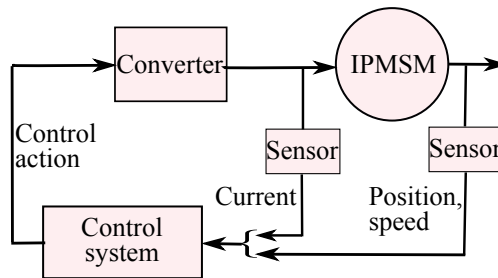 Converter
IPMSM
Control
action
Sensor
Sensor
Current
Position,
speed
Control
system